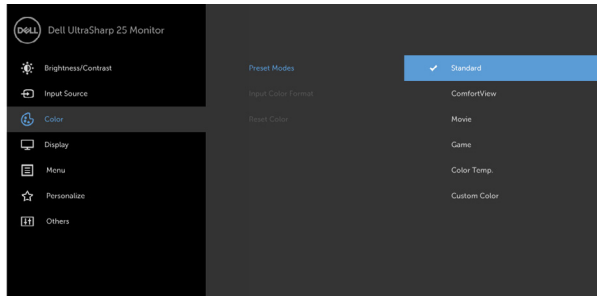 DELL Dell UltraSharp 25 Monitor
Brightness/Contrast
Input Source
Color
Display
Menu
Personalize
Others
Preset Modes
Input Color Format
Reset Color
Standard
ComfortView
Movie
Game
Color Temp.
Custom Color